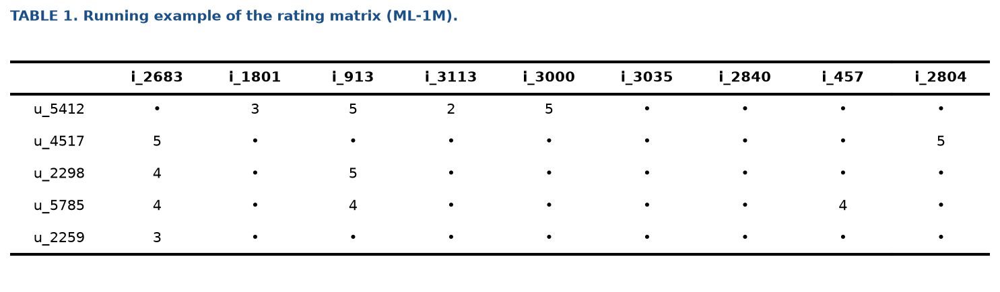 TABLE 1. Running example of the rating matrix (ML-1M).
i_2683 i_1801 i_913 i_3113 i_3000 i_3035 i_2840 i_457 i_2804
u_5412 • 3 5 2 5 • • • •
u_4517 5 • • • • • • • 5
u_2298 4 • 5 • • • • • •
u_5785 4 • 4 • • • • 4 •
u_2259 3 • • • • • • • •